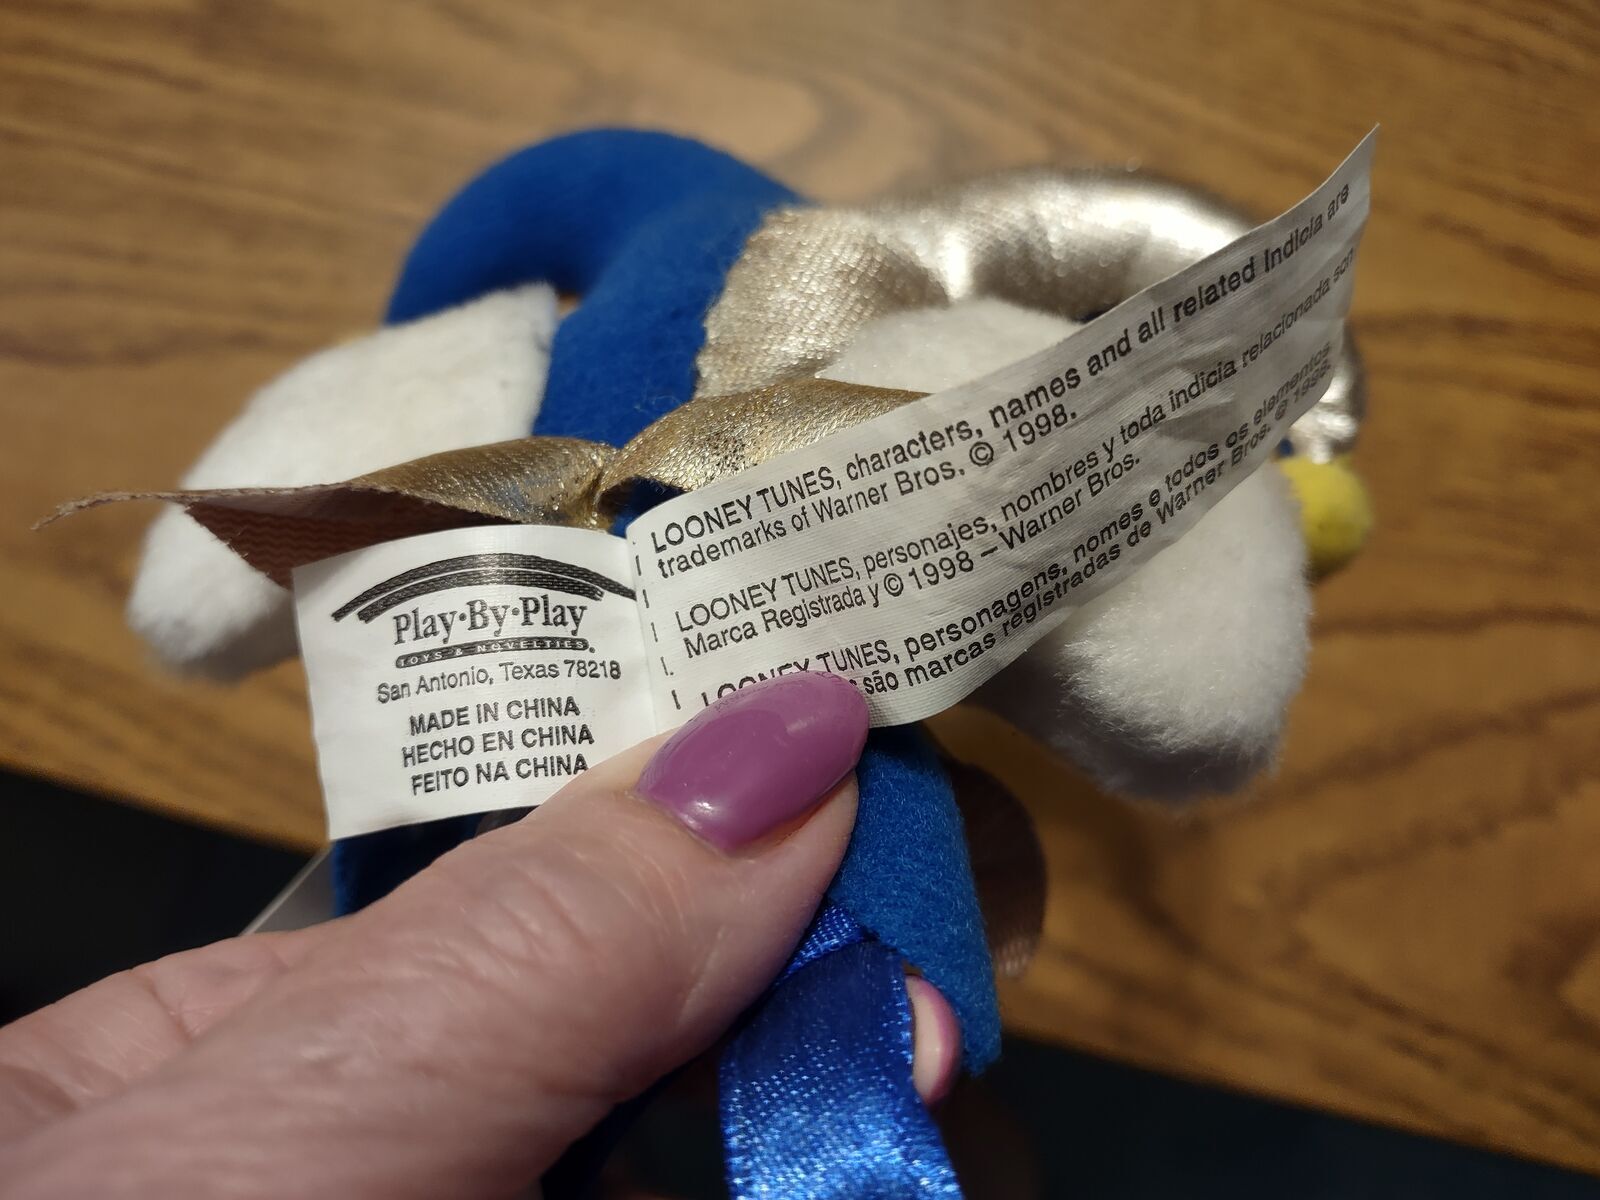 Play·By·Play
TOYS & NOVELTIES
San Antonio, Texas 78218
MADE IN CHINA
HECHO EN CHINA
FEITO NA CHINA
LOONEY TUNES, characters, names and all related indicia are
trademarks of Warner Bros. © 1998.
LOONEY TUNES, personajes, nombres y toda indicia relacionada son
Marca Registrada y © 1998 – Warner Bros.
LOONEY TUNES, personagens, nomes e todos os elementos
são marcas registradas de Warner Bros. © 1998.